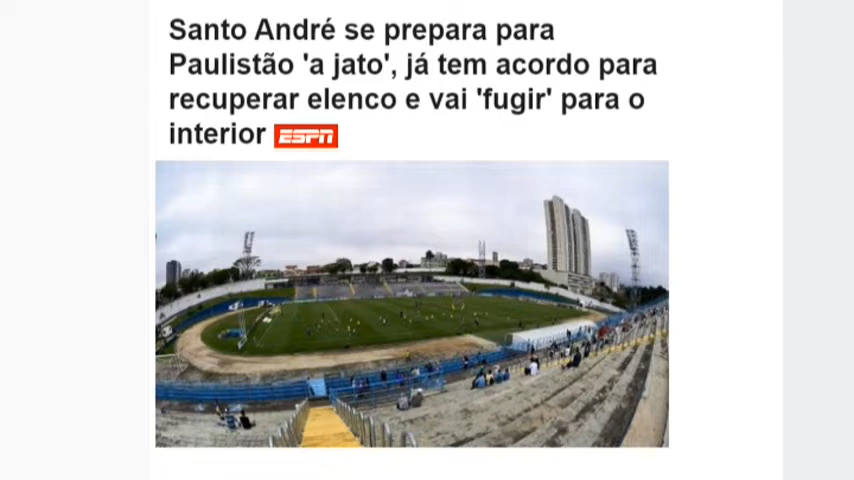 Santo André se prepara para
Paulistão 'a jato', já tem acordo para
recuperar elenco e vai 'fugir' para o
interior ESPN